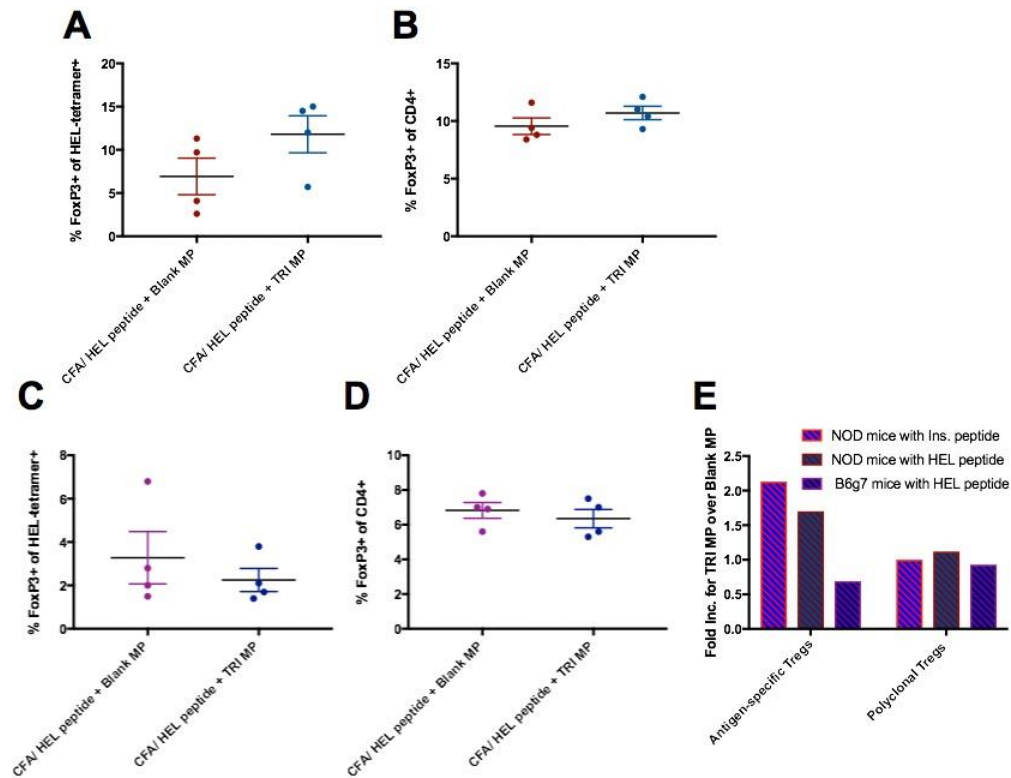 A
% FoxP3+ of HEL-tetramer+
20
15
10
5
0
CFA/ HEL peptide + Blank MP
CFA/ HEL peptide + TRI MP
B
% FoxP3+ of CD4+
15
10
5
0
CFA/ HEL peptide + Blank MP
CFA/ HEL peptide + TRI MP
C
% FoxP3+ of HEL-tetramer+
8
6
4
2
0
CFA/ HEL peptide + Blank MP
CFA/ HEL peptide + TRI MP
D
% FoxP3+ of CD4+
10
8
6
4
2
0
CFA/ HEL peptide + Blank MP
CFA/ HEL peptide + TRI MP
E
NOD mice with Ins. peptide
NOD mice with HEL peptide
B6g7 mice with HEL peptide
Fold Inc. for TRI MP over Blank MP
2.5
2.0
1.5
1.0
0.5
0.0
Antigen-specific Tregs
Polyclonal Tregs